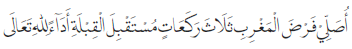 أُصَلِّيْ فَرْضَ الْمَغْرِبِ ثَلَاثَ رَكَعَاتٍ مُسْتَقْبِلَ الْقِبْلَةِ أَدَاءً لِلّٰهِ تَعَالَى